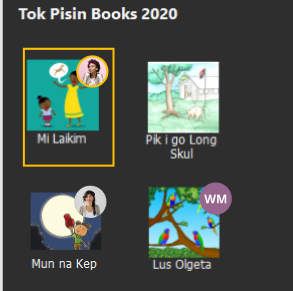 Tok Pisin Books 2020
Mi Laikim
Pik i go Long
Skul
Mun na Kep
WM
Lus Olgeta